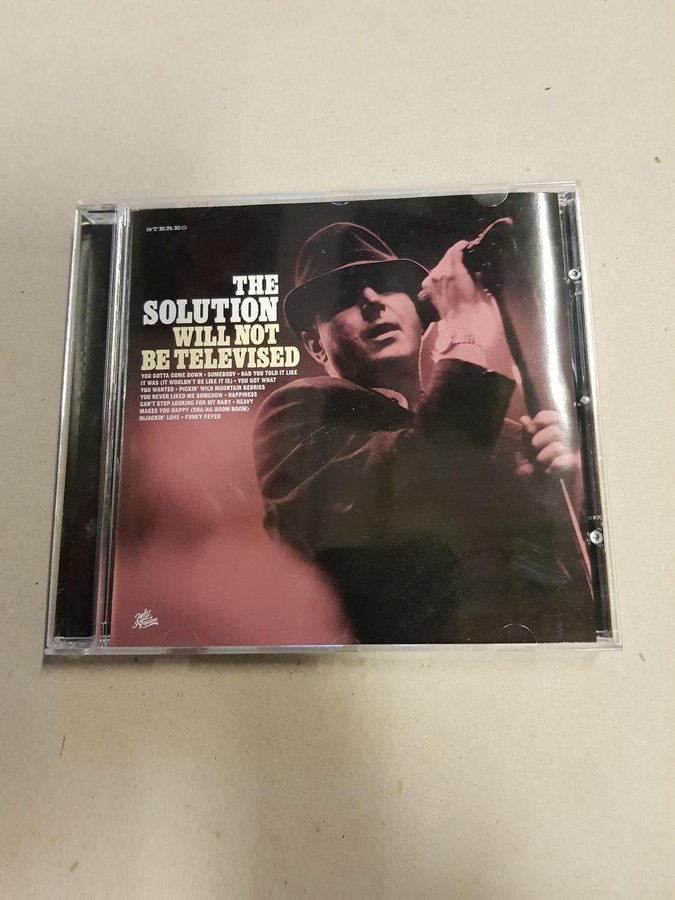 STEREO
THE
SOLUTION
WILL NOT
BE TELEVISED
YOU GOTTA COME DOWN • SOMEBODY • HAD YOU TOLD IT LIKE
IT WAS (IT WOULDN'T BE LIKE IT IS) • YOU GOT WHAT
YOU WANTED • PICKIN' WILD MOUNTAIN BERRIES
YOU NEVER LIKED ME SOMEHOW • HAPPINESS
CAN'T STOP LOOKING FOR MY BABY • HEAVY
MAKES YOU HAPPY (SHA-NA-BOOM BOOM)
HIJACKIN' LOVE • FUNKY FEVER
Wild
Kingdom